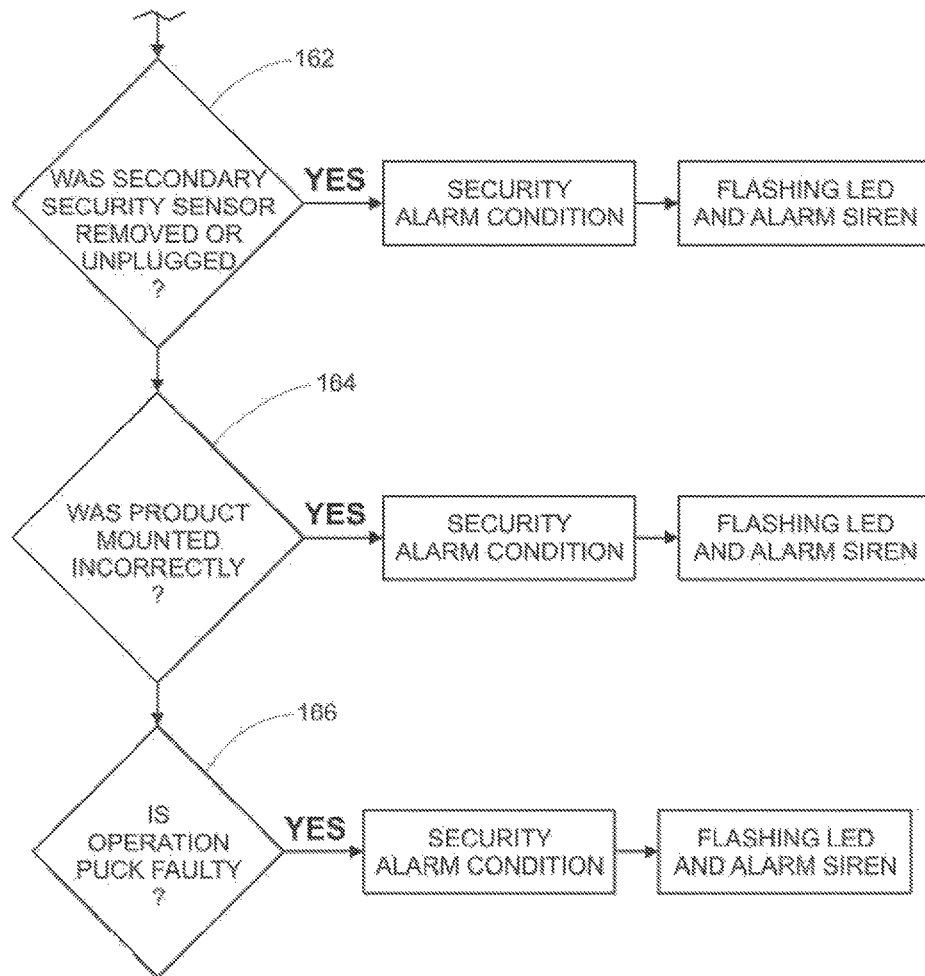 162
WAS SECONDARY
SECURITY SENSOR
REMOVED OR
UNPLUGGED
?
YES
SECURITY
ALARM CONDITION
FLASHING LED
AND ALARM SIREN
164
WAS PRODUCT
MOUNTED
INCORRECTLY
?
YES
SECURITY
ALARM CONDITION
FLASHING LED
AND ALARM SIREN
166
IS
OPERATION
PUCK FAULTY
?
YES
SECURITY
ALARM CONDITION
FLASHING LED
AND ALARM SIREN